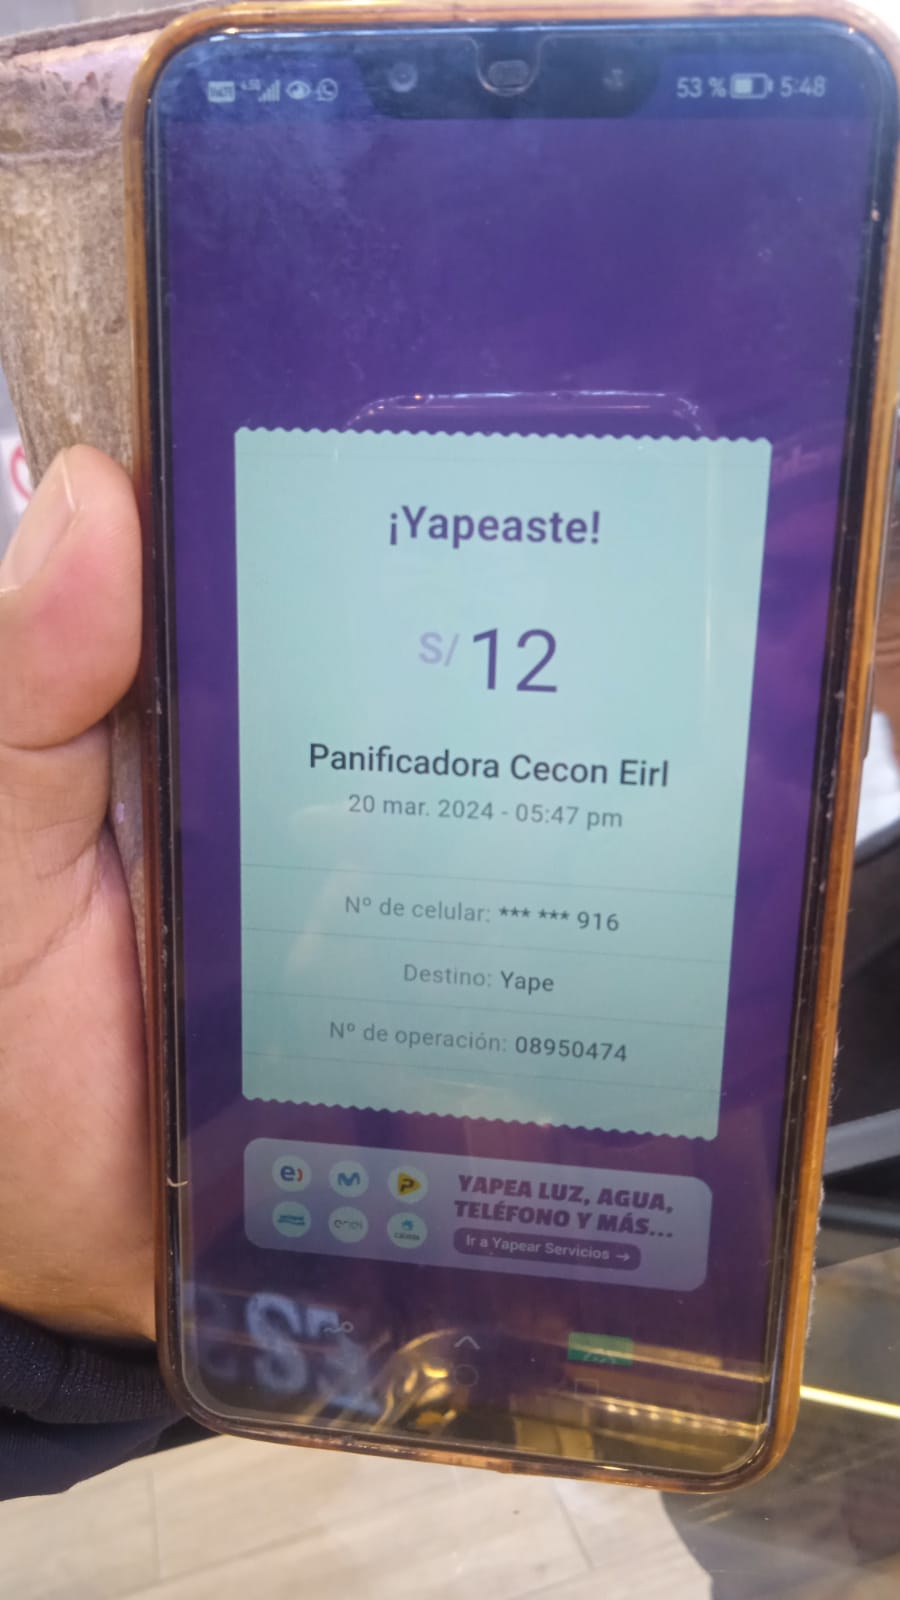 53 % 5:48
¡Yapeaste!
S/ 12
Panificadora Cecon Eirl
20 mar. 2024 - 05:47 pm
Nº de celular: *** *** 916
Destino: Yape
Nº de operación: 08950474
YAPEA LUZ, AGUA,
TELÉFONO Y MÁS...
Ir a Yapear Servicios →